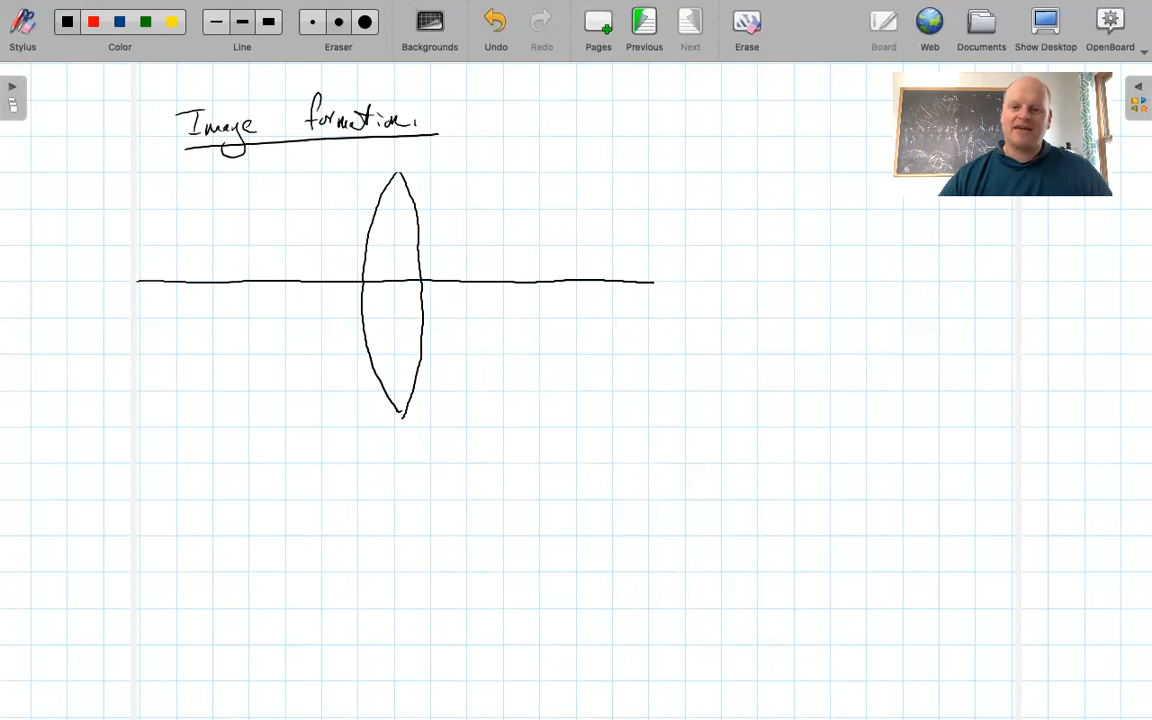 Stylus
Color
Line
Eraser
Backgrounds
Undo
Redo
Pages
Previous
Next
Erase
Board
Web
Documents
Show Desktop
OpenBoard
Image formation.